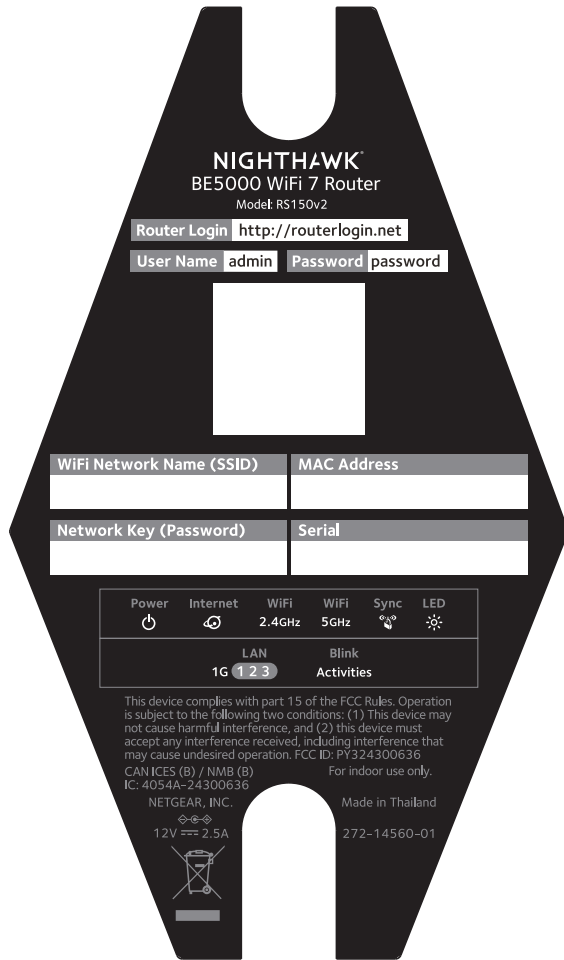 NIGHTHAWK®
BE5000 WiFi 7 Router
Model: RS150v2
Router Login http://routerlogin.net
User Name admin Password password
WiFi Network Name (SSID) MAC Address
Network Key (Password) Serial
Power Internet WiFi WiFi Sync LED
2.4GHz 5GHz
LAN Blink
1G 1 2 3 Activities
This device complies with part 15 of the FCC Rules. Operation
is subject to the following two conditions: (1) This device may
not cause harmful interference, and (2) this device must
accept any interference received, including interference that
may cause undesired operation. FCC ID: PY324300636
CAN ICES (B) / NMB (B) For indoor use only.
IC: 4054A-24300636
NETGEAR, INC. Made in Thailand
12V ⎓ 2.5A 272-14560-01